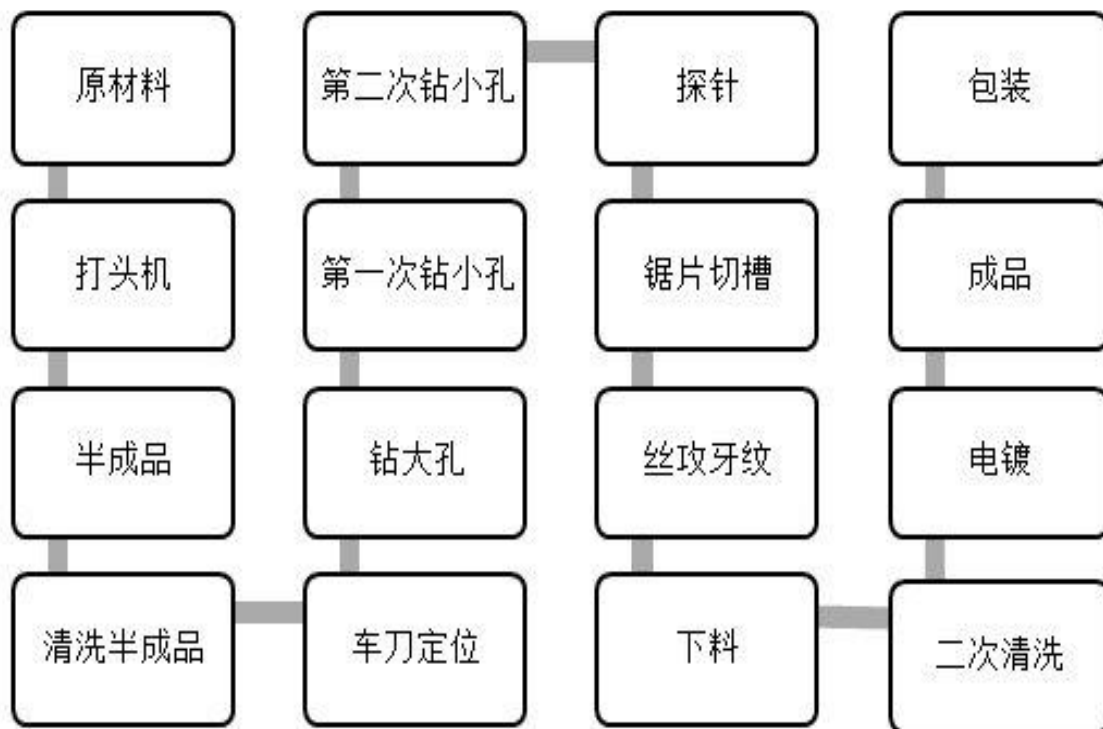 原材料
打头机
半成品
清洗半成品
车刀定位
钻大孔
第一次钻小孔
第二次钻小孔
探针
锯片切槽
丝攻牙纹
下料
二次清洗
电镀
成品
包装